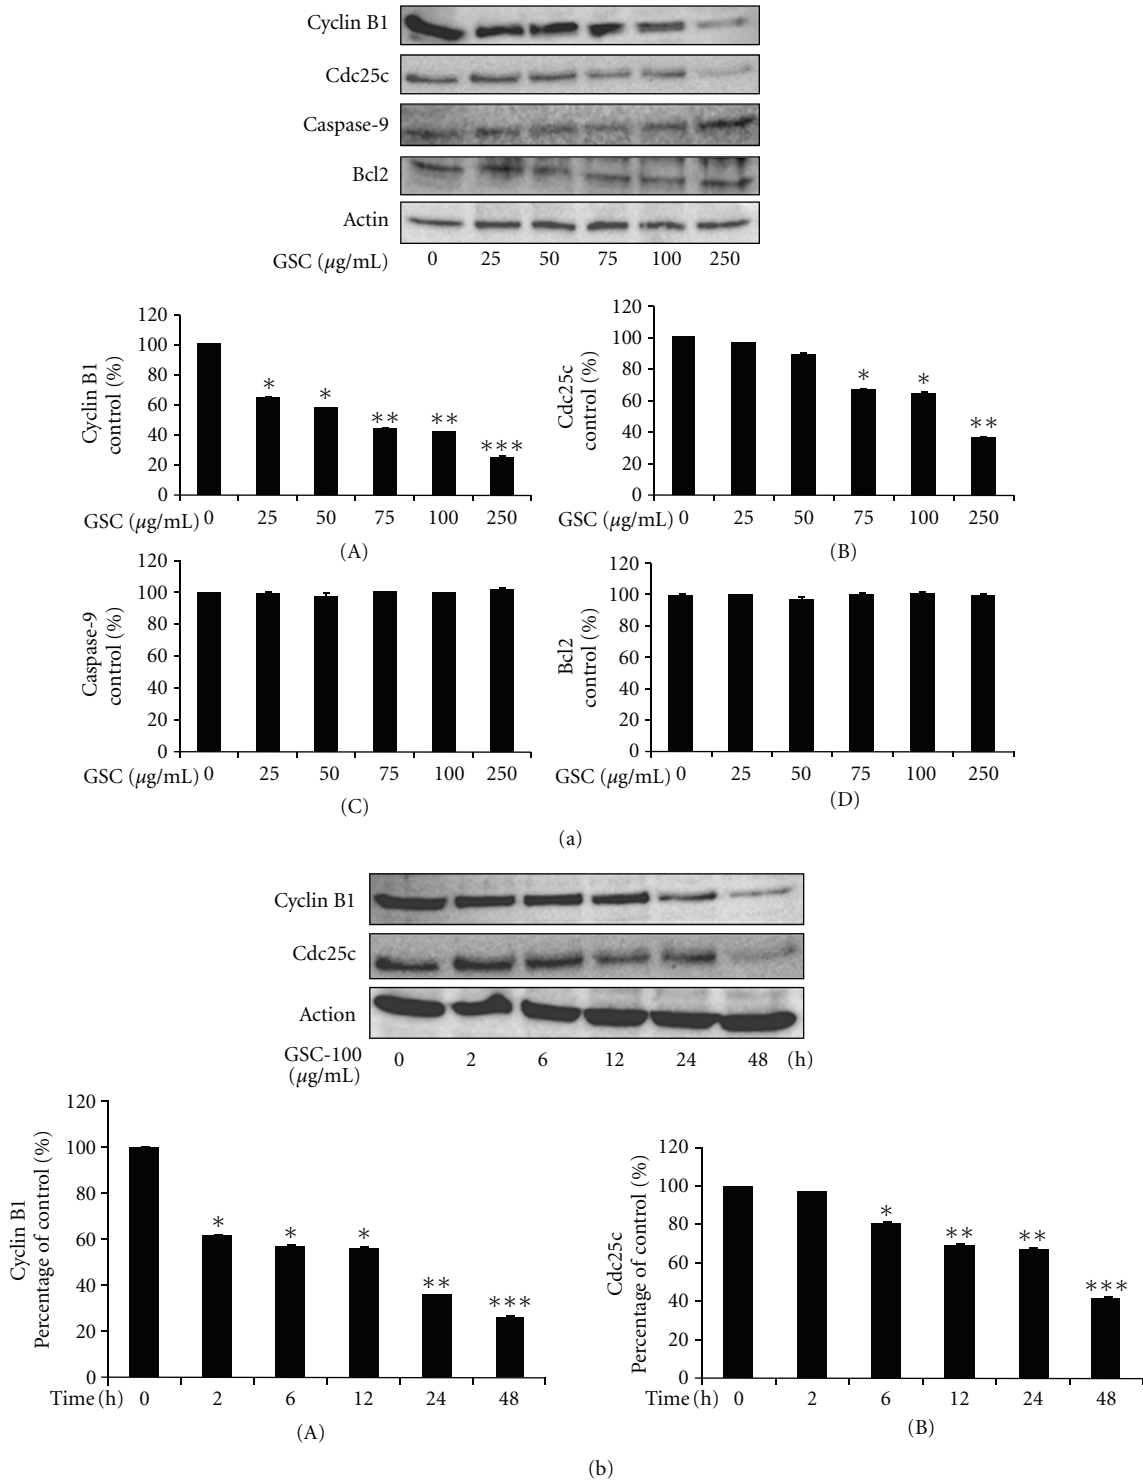 Cyclin B1
Cdc25c
Caspase-9
Bcl2
Actin
GSC (µg/mL) 0 25 50 75 100 250
Cyclin B1
control (%)
120
100
80
60
40
20
0
* * ** ** ***
GSC (µg/mL) 0 25 50 75 100 250
(A)
Cdc25c
control (%)
120
100
80
60
40
20
0
* * **
GSC (µg/mL) 0 25 50 75 100 250
(B)
Caspase-9
control (%)
120
100
80
60
40
20
0
GSC (µg/mL) 0 25 50 75 100 250
(C)
Bcl2
control (%)
120
100
80
60
40
20
0
GSC (µg/mL) 0 25 50 75 100 250
(D)
(a)
Cyclin B1
Cdc25c
Action
GSC-100
(µg/mL)
0 2 6 12 24 48 (h)
Cyclin B1
Percentage of control (%)
120
100
80
60
40
20
0
* * * ** ***
Time (h) 0 2 6 12 24 48
(A)
Cdc25c
Percentage of control (%)
120
100
80
60
40
20
0
* ** ** ***
Time (h) 0 2 6 12 24 48
(B)
(b)